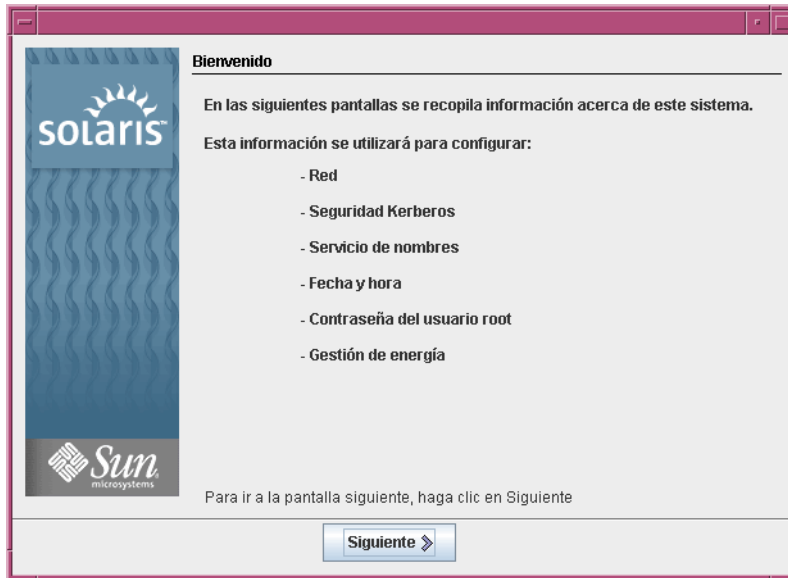 Bienvenido
solaris™
En las siguientes pantallas se recopila información acerca de este sistema.
Esta información se utilizará para configurar:
- Red
- Seguridad Kerberos
- Servicio de nombres
- Fecha y hora
- Contraseña del usuario root
- Gestión de energía
Sun
microsystems
Para ir a la pantalla siguiente, haga clic en Siguiente
Siguiente